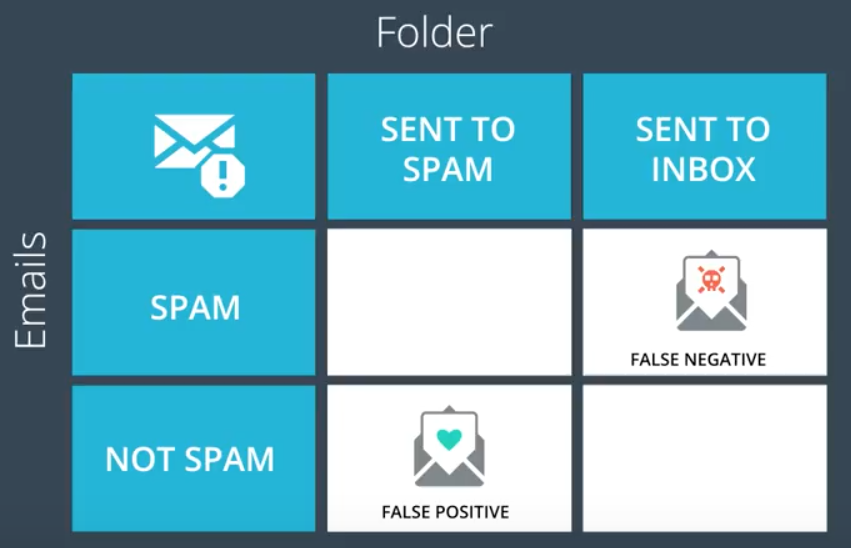 Folder
SENT TO
SPAM
SENT TO
INBOX
Emails
SPAM
FALSE NEGATIVE
NOT SPAM
FALSE POSITIVE